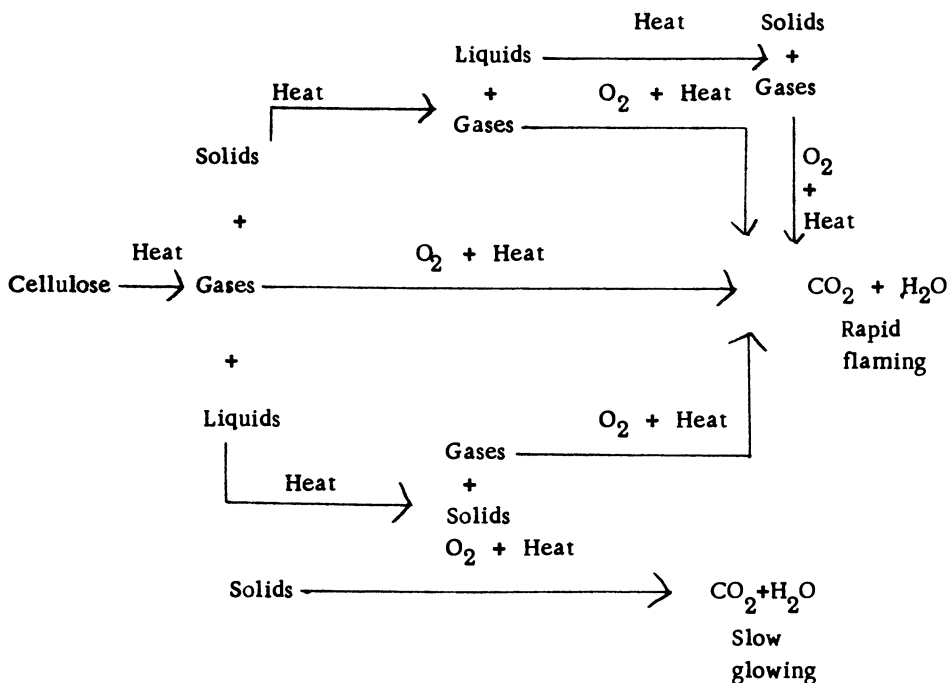 Heat
Solids
Liquids
+
Heat
O₂ + Heat
+
Gases
Gases
Solids
O₂
+
Heat
+
Heat
O₂ + Heat
Cellulose
Gases
CO₂ + H₂O
Rapid
flaming
+
Liquids
O₂ + Heat
Gases
Heat
+
Solids
O₂ + Heat
Solids
CO₂+H₂O
Slow
glowing